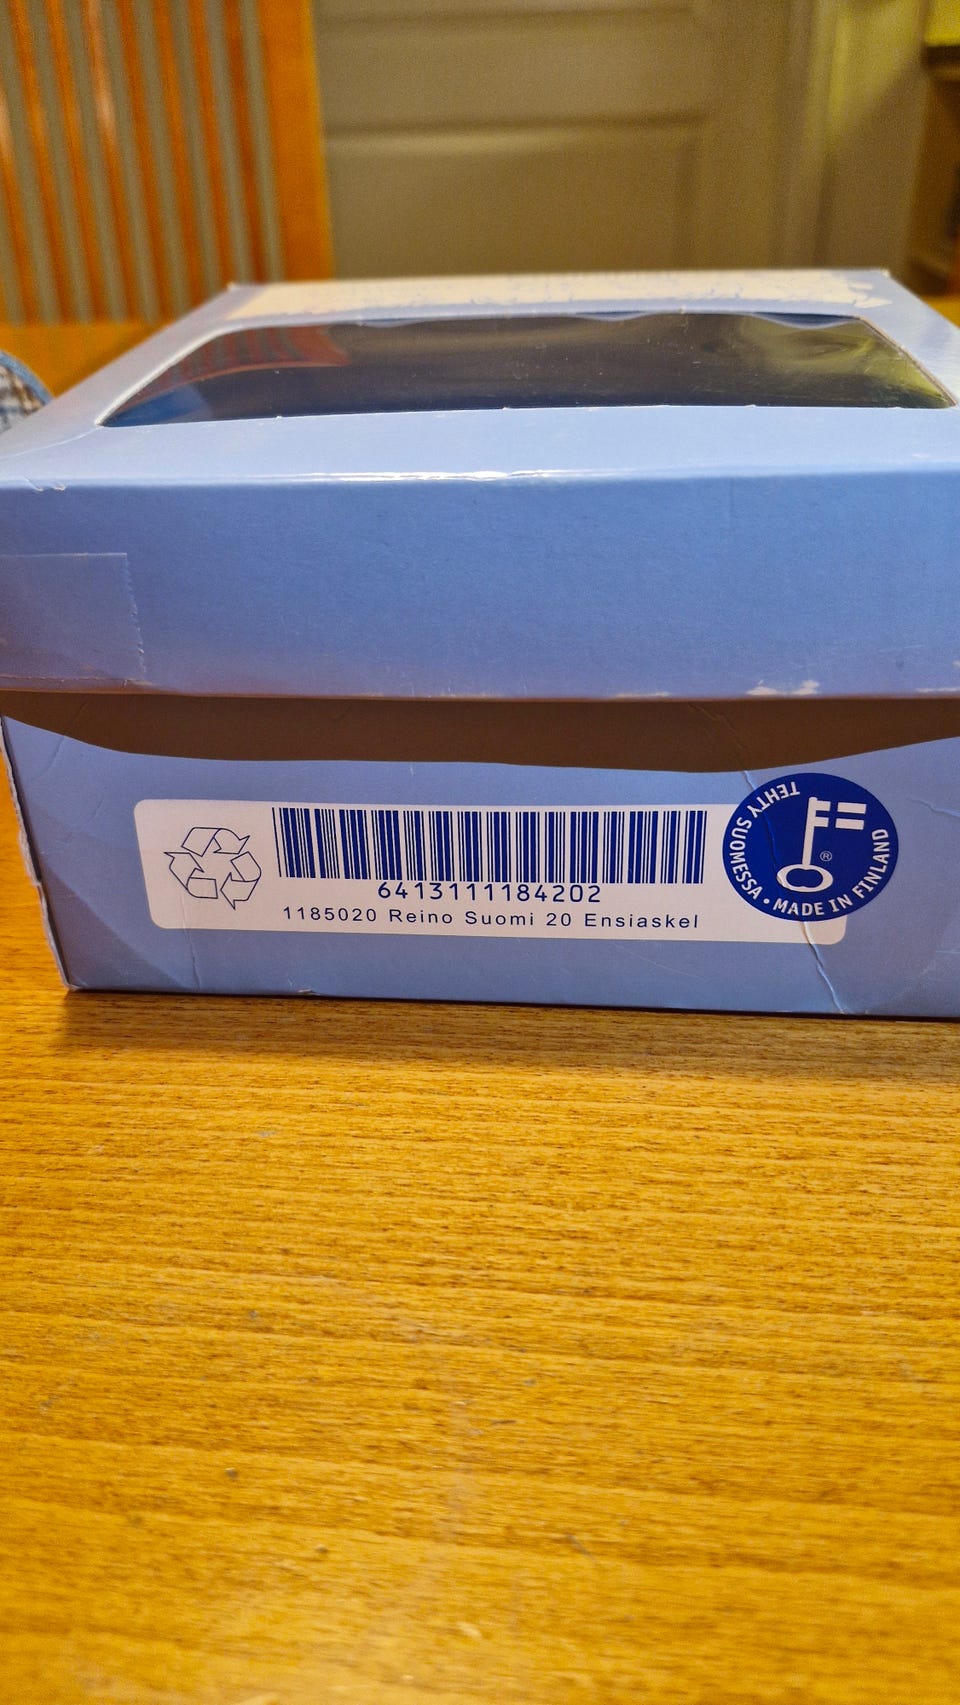 6413111184202
1185020 Reino Suomi 20 Ensiaskel
TEHTY SUOMESSA • MADE IN FINLAND
®